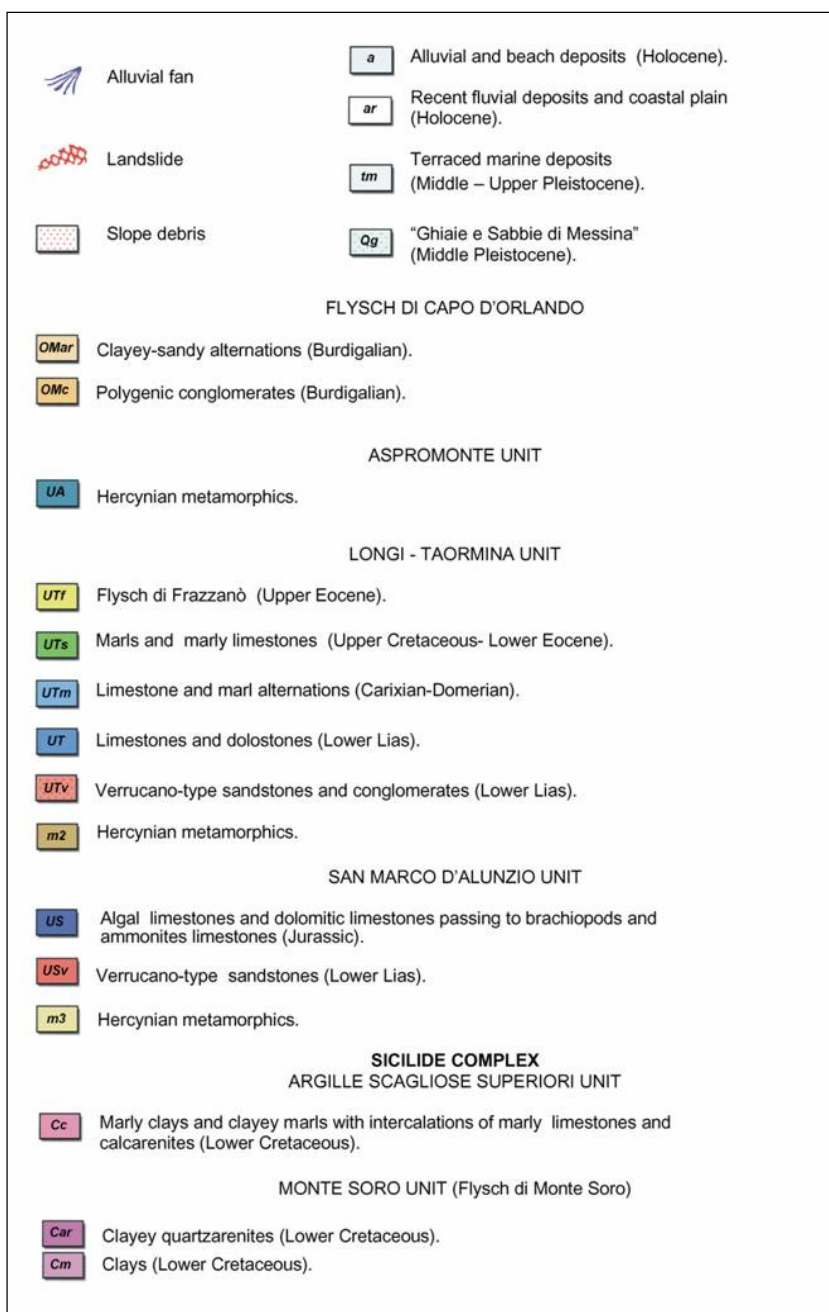 Alluvial fan
Landslide
Slope debris
a Alluvial and beach deposits (Holocene).
ar Recent fluvial deposits and coastal plain
(Holocene).
tm Terraced marine deposits
(Middle – Upper Pleistocene).
Qg “Ghiaie e Sabbie di Messina”
(Middle Pleistocene).
FLYSCH DI CAPO D'ORLANDO
OMar Clayey-sandy alternations (Burdigalian).
OMc Polygenic conglomerates (Burdigalian).
ASPROMONTE UNIT
UA Hercynian metamorphics.
LONGI - TAORMINA UNIT
UTf Flysch di Frazzanò (Upper Eocene).
UTs Marls and marly limestones (Upper Cretaceous- Lower Eocene).
UTm Limestone and marl alternations (Carixian-Domerian).
UT Limestones and dolostones (Lower Lias).
UTv Verrucano-type sandstones and conglomerates (Lower Lias).
m2 Hercynian metamorphics.
SAN MARCO D'ALUNZIO UNIT
US Algal limestones and dolomitic limestones passing to brachiopods and
ammonites limestones (Jurassic).
USv Verrucano-type sandstones (Lower Lias).
m3 Hercynian metamorphics.
SICILIDE COMPLEX
ARGILLE SCAGLIOSE SUPERIORI UNIT
Cc Marly clays and clayey marls with intercalations of marly limestones and
calcarenites (Lower Cretaceous).
MONTE SORO UNIT (Flysch di Monte Soro)
Car Clayey quartzarenites (Lower Cretaceous).
Cm Clays (Lower Cretaceous).